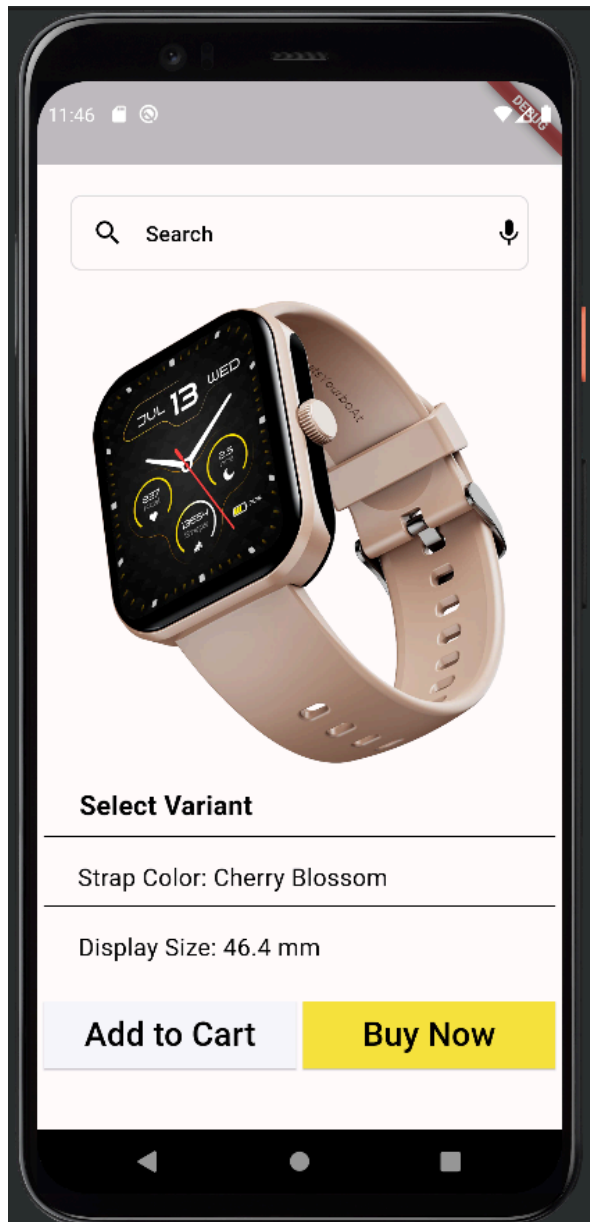 11:46
DEBUG
Search
JUL 13 WED
Select Variant
Strap Color: Cherry Blossom
Display Size: 46.4 mm
Add to Cart
Buy Now